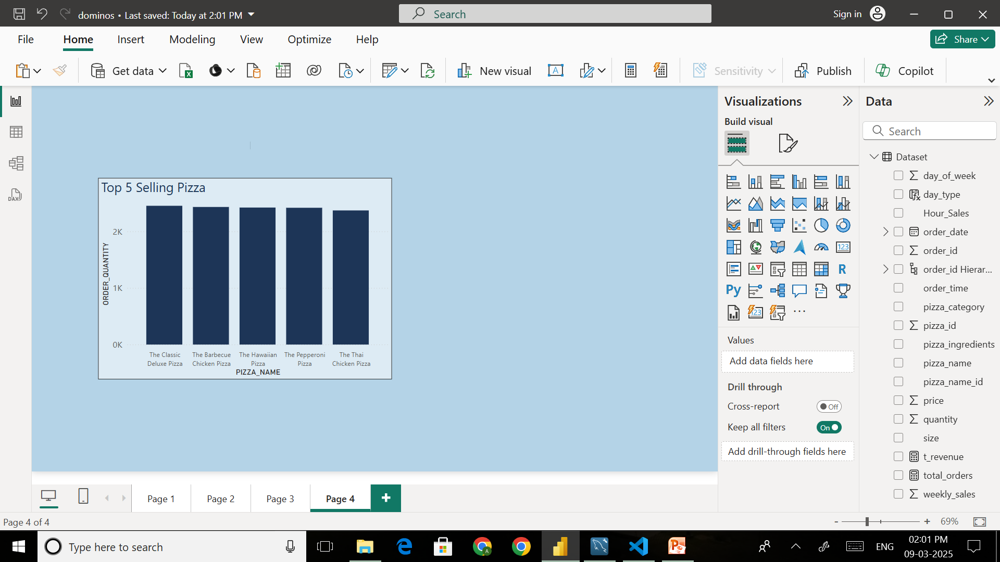 dominos • Last saved: Today at 2:01 PM
Search
Sign in
File
Home
Insert
Modeling
View
Optimize
Help
Share
Get data
New visual
Sensitivity
Publish
Copilot
DAX
Top 5 Selling Pizza
ORDER_QUANTITY
2K
1K
0K
The Classic
Deluxe Pizza
The Barbecue
Chicken Pizza
The Hawaiian
Pizza
The Pepperoni
Pizza
The Thai
Chicken Pizza
PIZZA_NAME
Visualizations
Build visual
123
R
Py
123
Values
Add data fields here
Drill through
Cross-report
Off
Keep all filters
On
Add drill-through fields here
Data
Search
Dataset
day_of_week
day_type
Hour_Sales
order_date
order_id
order_id Hierar...
order_time
pizza_category
pizza_id
pizza_ingredients
pizza_name
pizza_name_id
price
quantity
size
t_revenue
total_orders
weekly_sales
Page 1
Page 2
Page 3
Page 4
Page 4 of 4
69%
Type here to search
ENG
02:01 PM
09-03-2025